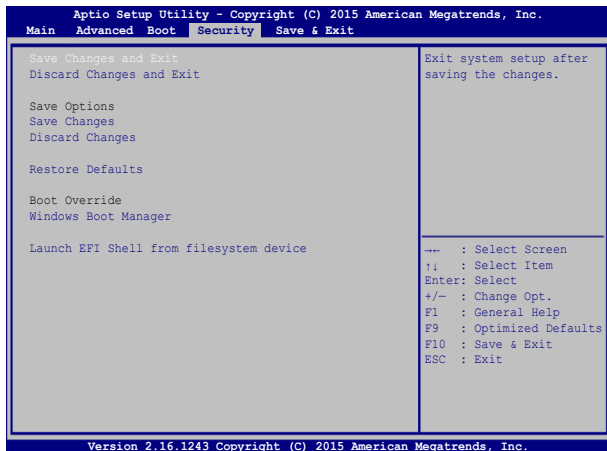 Aptio Setup Utility - Copyright (C) 2015 American Megatrends, Inc.
Main Advanced Boot Security Save & Exit
Save Changes and Exit
Discard Changes and Exit
Save Options
Save Changes
Discard Changes
Restore Defaults
Boot Override
Windows Boot Manager
Launch EFI Shell from filesystem device
Exit system setup after
saving the changes.
→← : Select Screen
↑↓ : Select Item
Enter: Select
+/— : Change Opt.
F1 : General Help
F9 : Optimized Defaults
F10 : Save & Exit
ESC : Exit
Version 2.16.1243 Copyright (C) 2015 American Megatrends, Inc.